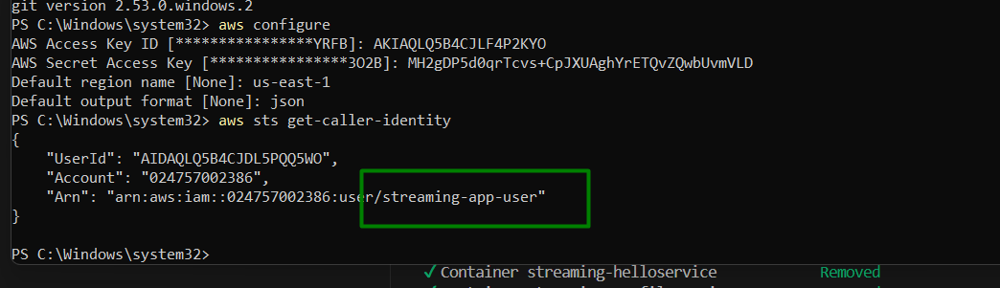 git version 2.53.0.windows.2
PS C:\Windows\system32> aws configure
AWS Access Key ID [****************YRFB]: AKIAQLQ5B4CJLF4P2KYO
AWS Secret Access Key [****************3O2B]: 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
Default region name [None]: us-east-1
Default output format [None]: json
PS C:\Windows\system32> aws sts get-caller-identity
{
    "UserId": "AIDAQLQ5B4CJDL5PQQ5WO",
    "Account": "024757002386",
    "Arn": "arn:aws:iam::024757002386:user/streaming-app-user"
}
PS C:\Windows\system32>
✓ Container streaming-helloservice Removed